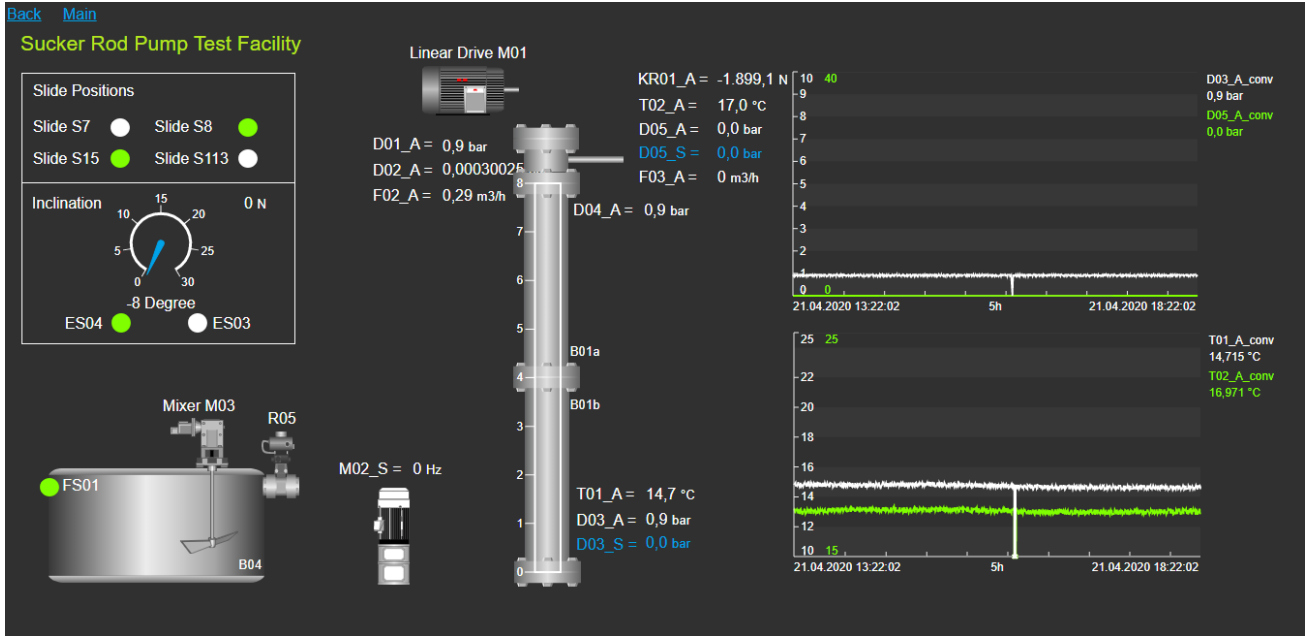 Back Main
Sucker Rod Pump Test Facility
Slide Positions
Slide S7 Slide S8
Slide S15 Slide S113
Inclination 0 N
0 5 10 15 20 25 30
-8 Degree
ES04 ES03
Linear Drive M01
D01_A = 0,9 bar
D02_A = 0,00030025
F02_A = 0,29 m3/h
KR01_A = -1.899,1 N
T02_A = 17,0 °C
D05_A = 0,0 bar
D05_S = 0,0 bar
F03_A = 0 m3/h
D04_A = 0,9 bar
8
7
6
5
4
3
2
1
0
B01a
B01b
T01_A = 14,7 °C
D03_A = 0,9 bar
D03_S = 0,0 bar
Mixer M03
R05
FS01
B04
M02_S = 0 Hz
10 40
9
8
7
6
5
4
3
2
1
0 0
21.04.2020 13:22:02 5h 21.04.2020 18:22:02
D03_A_conv
0,9 bar
D05_A_conv
0,0 bar
25 25
22
20
18
16
14
12
10 15
21.04.2020 13:22:02 5h 21.04.2020 18:22:02
T01_A_conv
14,715 °C
T02_A_conv
16,971 °C